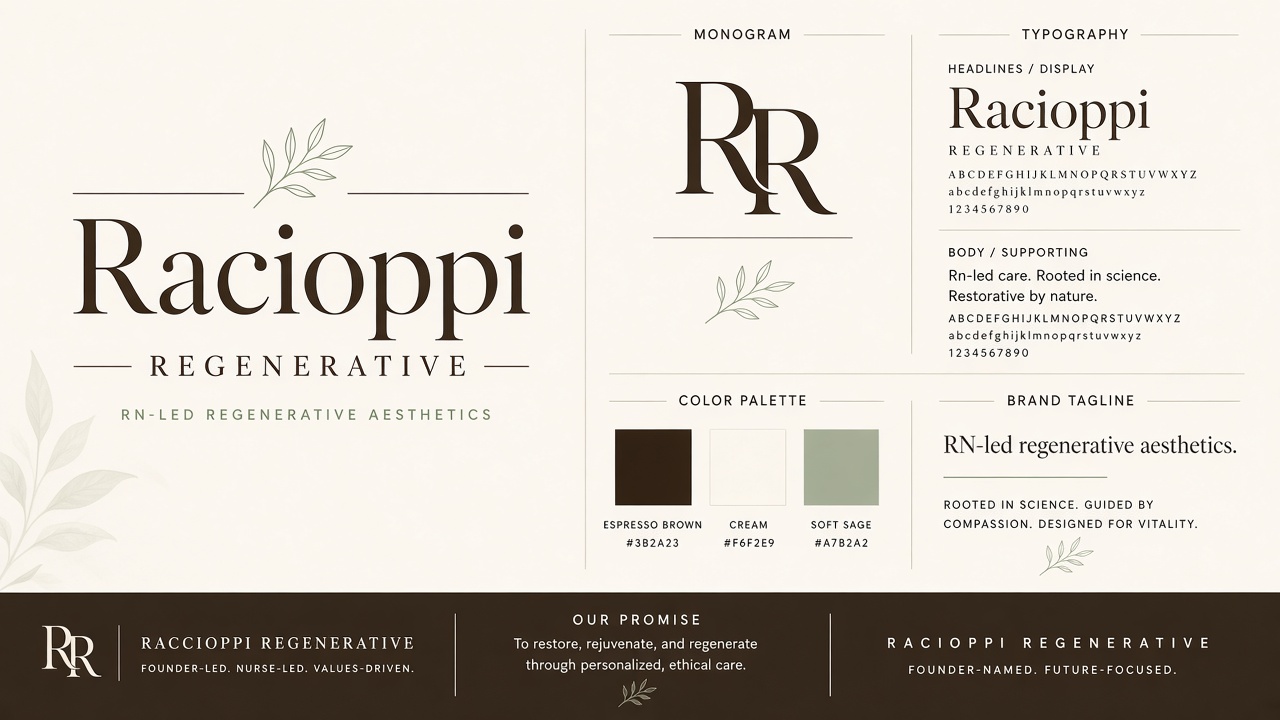 Racioppi
REGENERATIVE
RN-LED REGENERATIVE AESTHETICS
MONOGRAM
RR
TYPOGRAPHY
HEADLINES / DISPLAY
Racioppi
REGENERATIVE
ABCDEFGHIJKLMNOPQRSTUVWXYZ
abcdefghijklmnopqrstuvwxyz
1234567890
BODY / SUPPORTING
Rn-led care. Rooted in science.
Restorative by nature.
ABCDEFGHIJKLMNOPQRSTUVWXYZ
abcdefghijklmnopqrstuvwxyz
1234567890
COLOR PALETTE
ESPRESSO BROWN
#3B2A23
CREAM
#F6F2E9
SOFT SAGE
#A7B2A2
BRAND TAGLINE
RN-led regenerative aesthetics.
ROOTED IN SCIENCE. GUIDED BY
COMPASSION. DESIGNED FOR VITALITY.
RR
RACCIOPPI REGENERATIVE
FOUNDER-LED. NURSE-LED. VALUES-DRIVEN.
OUR PROMISE
To restore, rejuvenate, and regenerate
through personalized, ethical care.
RACIOPPI REGENERATIVE
FOUNDER-NAMED. FUTURE-FOCUSED.